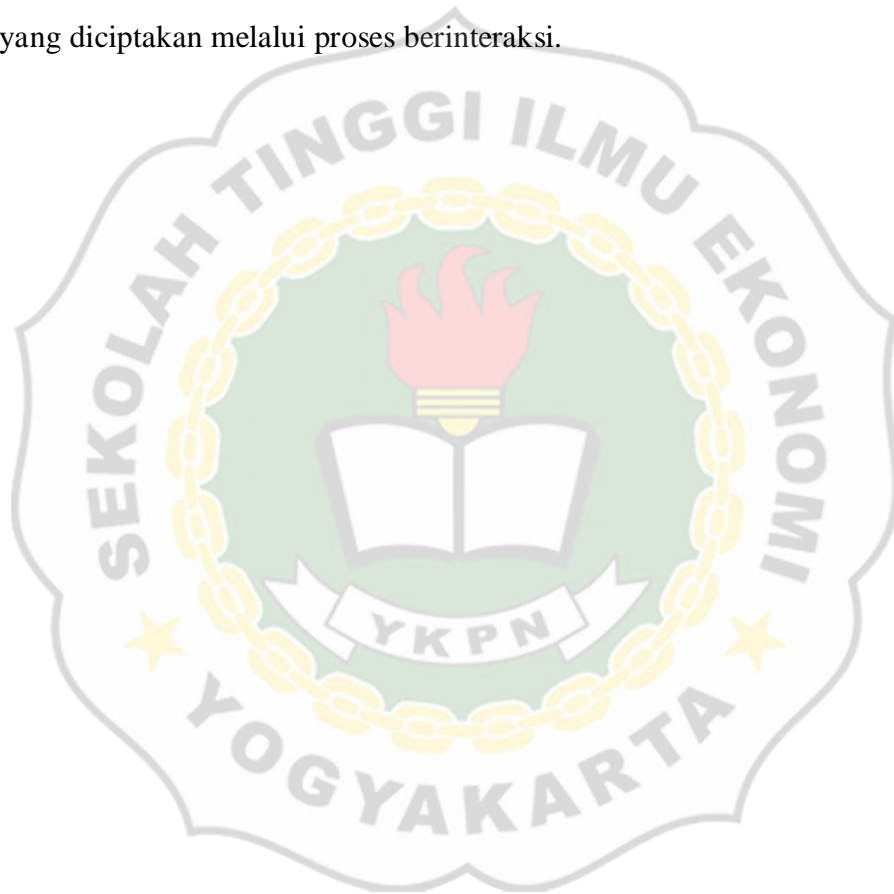 yang diciptakan melalui proses berinteraksi.
SEKOLAH TINGGI ILMU EKONOMI
YKPN
YOGYAKARTA